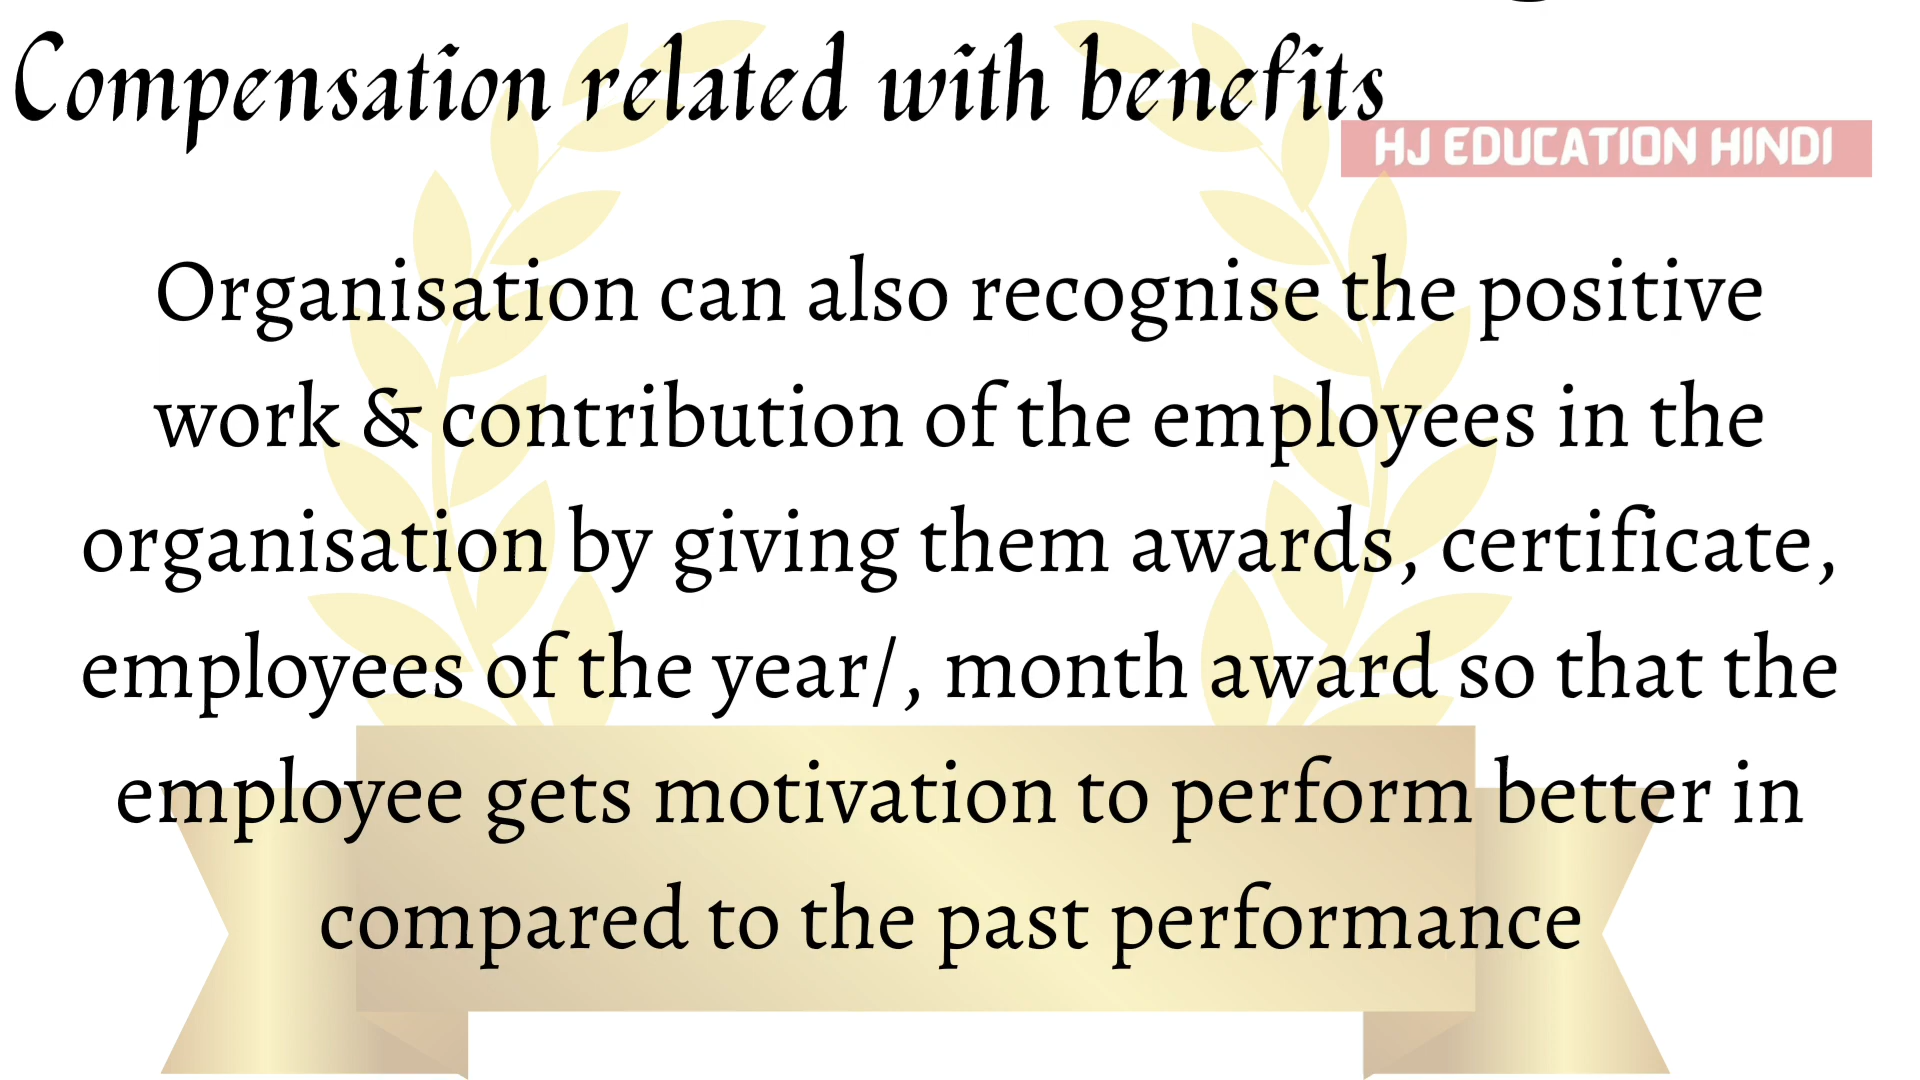 Compensation related with benefits
HJ EDUCATION HINDI
Organisation can also recognise the positive
work & contribution of the employees in the
organisation by giving them awards, certificate,
employees of the year/, month award so that the
employee gets motivation to perform better in
compared to the past performance